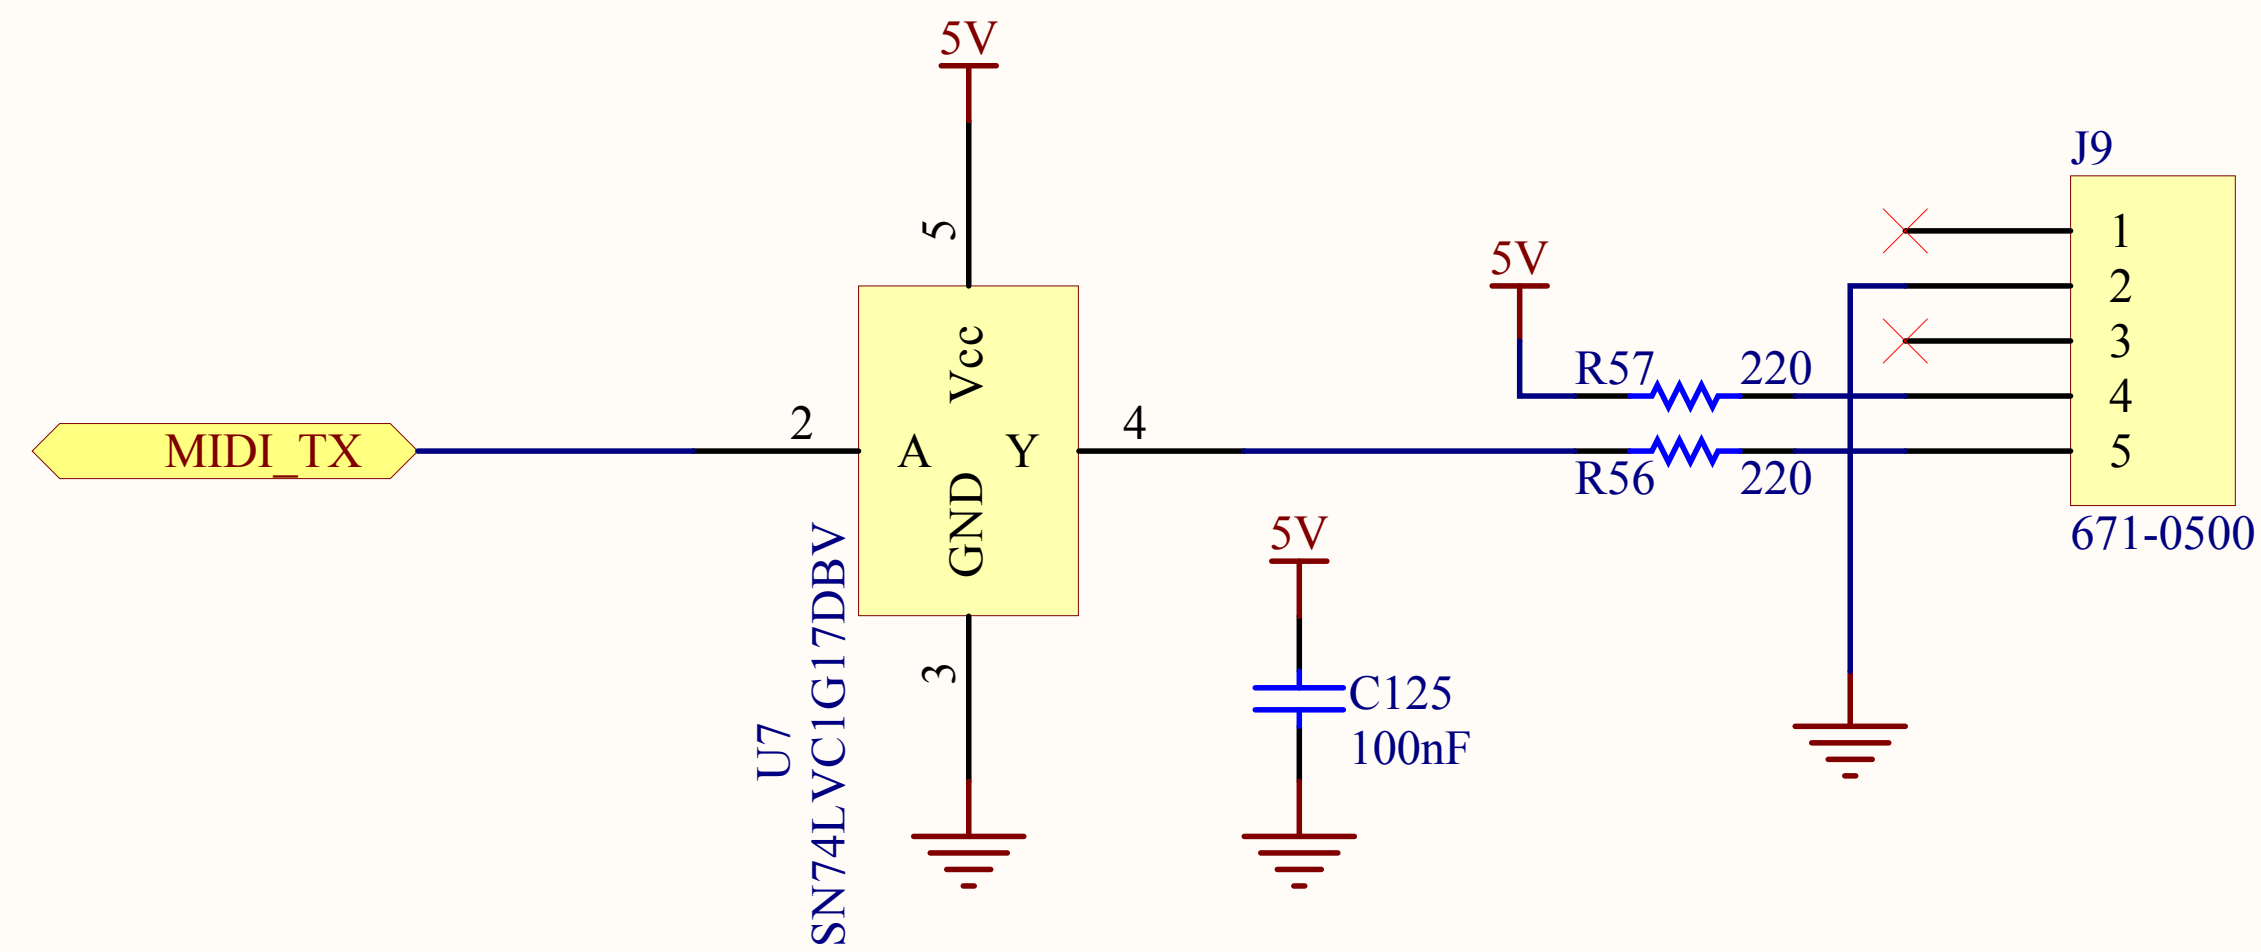 5V
5
J9
1
2
3
4
5
671-0500
5V
R57
220
R56
220
MIDI_TX
2
A
Vcc
GND
Y
4
3
U7
SN74LVC1G17DBV
5V
C125
100nF